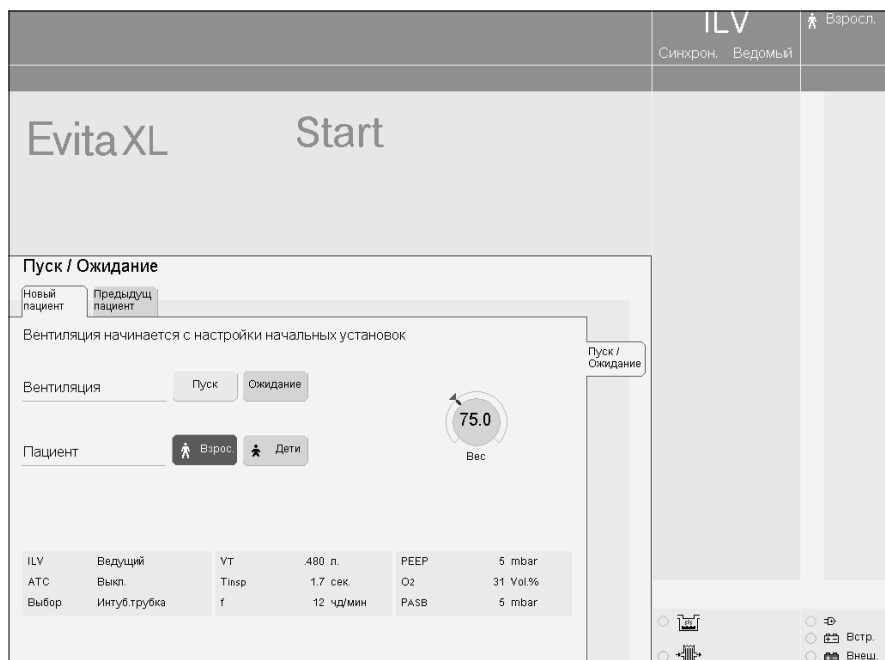 ILV
Взросл.
Синхрон. Ведомый
Evita XL
Start
Пуск / Ожидание
Новый
пациент
Предыдущ
пациент
Вентиляция начинается с настройки начальных установок
Пуск /
Ожидание
Вентиляция
Пуск
Ожидание
75.0
Вес
Пациент
Взрос.
Дети
ILV Ведущий VT .480 л. PEEP 5 mbar
ATC Выкл. Tinsp 1.7 сек. O2 31 Vol.%
Выбор Интуб.трубка f 12 чд/мин PASB 5 mbar
Встр.
Внеш.